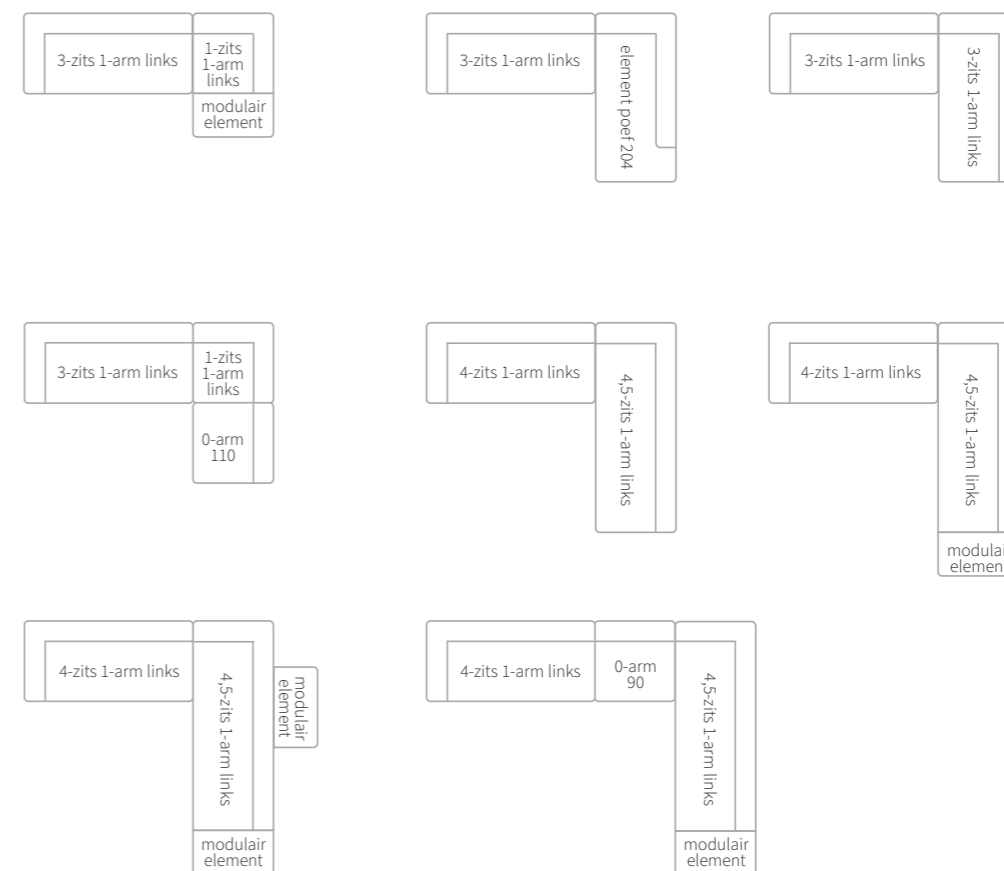 3-zits 1-arm links
1-zits
1-arm
links
modulair
element
3-zits 1-arm links
element poef 204
3-zits 1-arm links
3-zits 1-arm links
3-zits 1-arm links
1-zits
1-arm
links
0-arm
110
4-zits 1-arm links
4,5-zits 1-arm links
4-zits 1-arm links
4,5-zits 1-arm links
modulair
element
4-zits 1-arm links
4,5-zits 1-arm links
modulair
element
modulair
element
4-zits 1-arm links
0-arm
90
4,5-zits 1-arm links
modulair
element